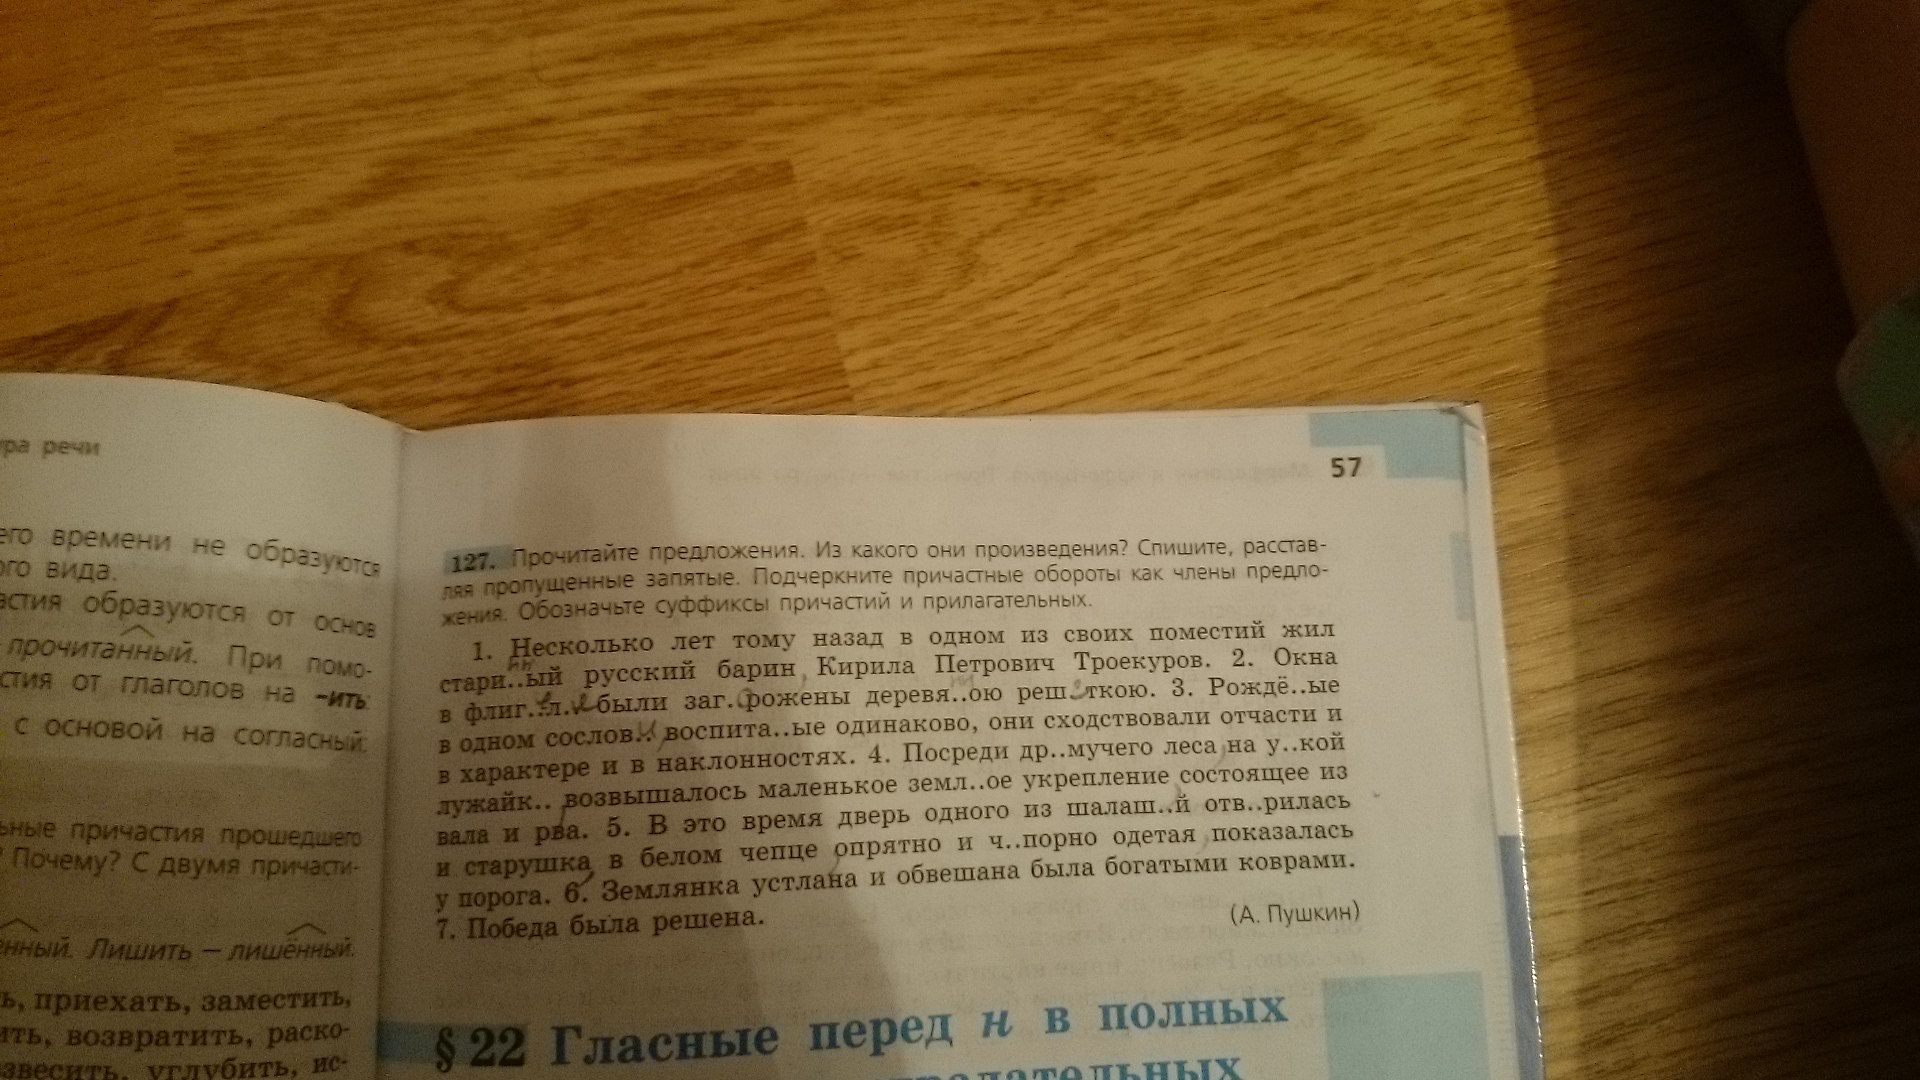 ра речи
его времени не образуются
ого вида.
астия образуются от основ
прочитанный. При помо-
стия от глаголов на -ить
с основой на согласный:
ьные причастия прошедшего
? Почему? С двумя причасти-
енный. Лишить — лишённый.
ь, приехать, заместить,
ить, возвратить, раско-
звесить, углубить, ис-
57
127. Прочитайте предложения. Из какого они произведения? Спишите, расстав-
ляя пропущенные запятые. Подчеркните причастные обороты как члены предло-
жения. Обозначьте суффиксы причастий и прилагательных.
1. Несколько лет тому назад в одном из своих поместий жил
стари..ый русский барин, Кирила Петрович Троекуров. 2. Окна
в флиг..л.. были заг..рожены деревя..ою реш..ткою. 3. Рождё..ые
в одном сослов.. воспита..ые одинаково, они сходствовали отчасти и
в характере и в наклонностях. 4. Посреди др..мучего леса, на у..кой
лужайк.. возвышалось маленькое земл..ое укрепление состоящее из
вала и рва. 5. В это время дверь одного из шалаш..й отв..рилась
и старушка в белом чепце опрятно и ч..порно одетая показалась
у порога. 6. Землянка устлана и обвешана была богатыми коврами.
7. Победа была решена. (А. Пушкин)
§ 22 Гласные перед н в полных